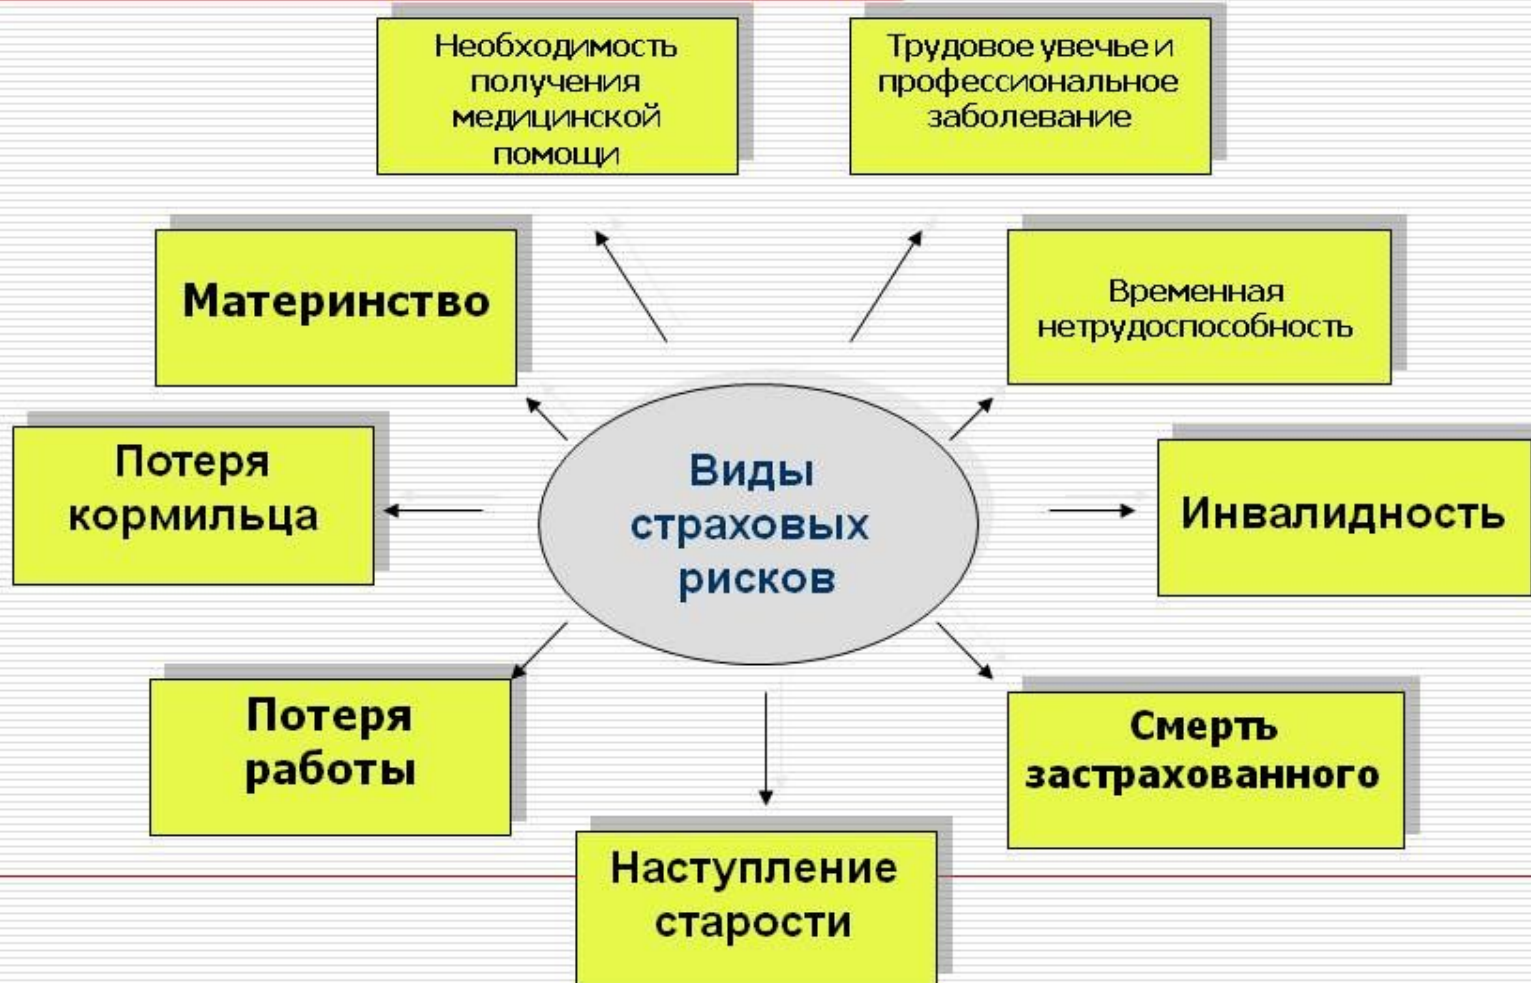 Необходимость
получения
медицинской
помощи
Трудовое увечье и
профессиональное
заболевание
Материнство
Временная
нетрудоспособность
Потеря
кормильца
Виды
страховых
рисков
Инвалидность
Потеря
работы
Смерть
застрахованного
Наступление
старости